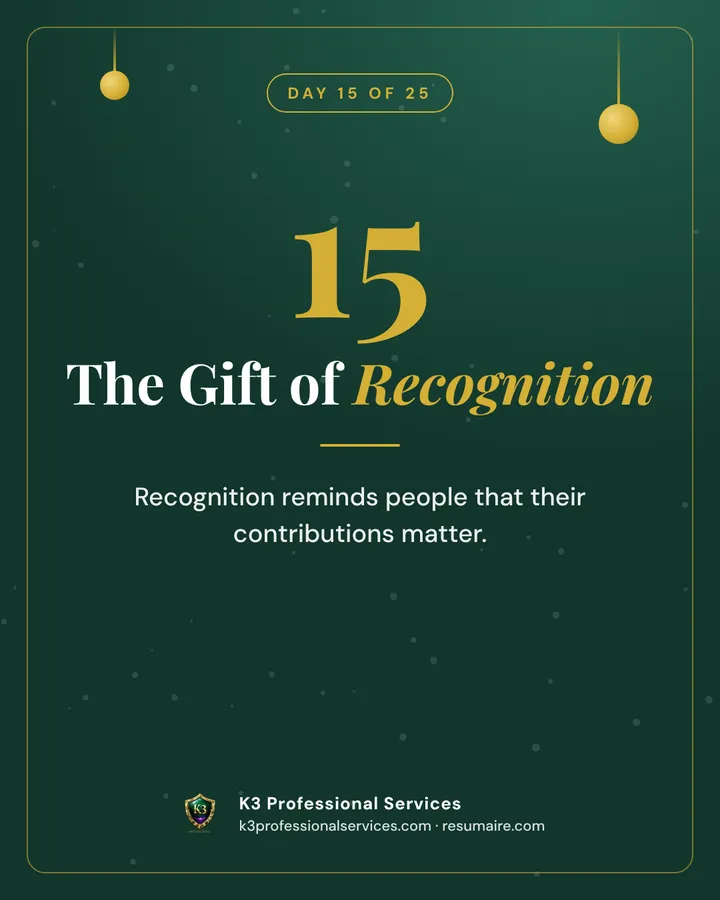 DAY 15 OF 25
15
The Gift of Recognition
Recognition reminds people that their
contributions matter.
K3
K3 Professional Services
k3professionalservices.com · resumaire.com